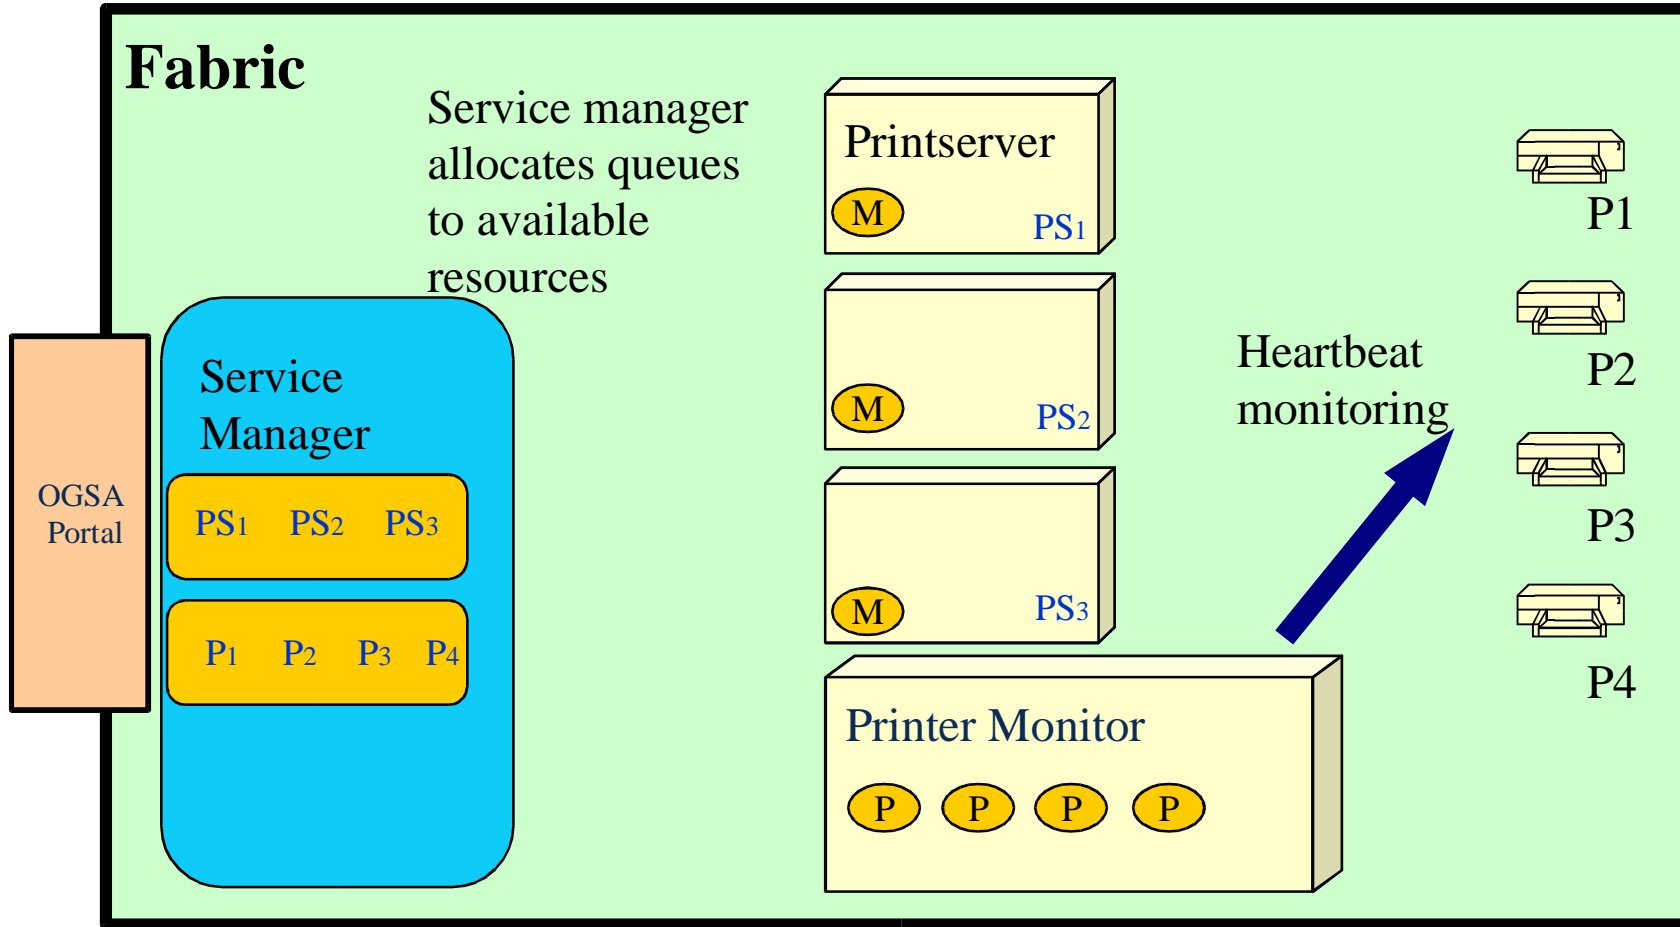 Fabric
Service manager
allocates queues
to available
resources
OGSA
Portal
Service
Manager
PS1 PS2 PS3
P1 P2 P3 P4
Printserver
M
PS1
M
PS2
M
PS3
Printer Monitor
P P P P
Heartbeat
monitoring
P1
P2
P3
P4